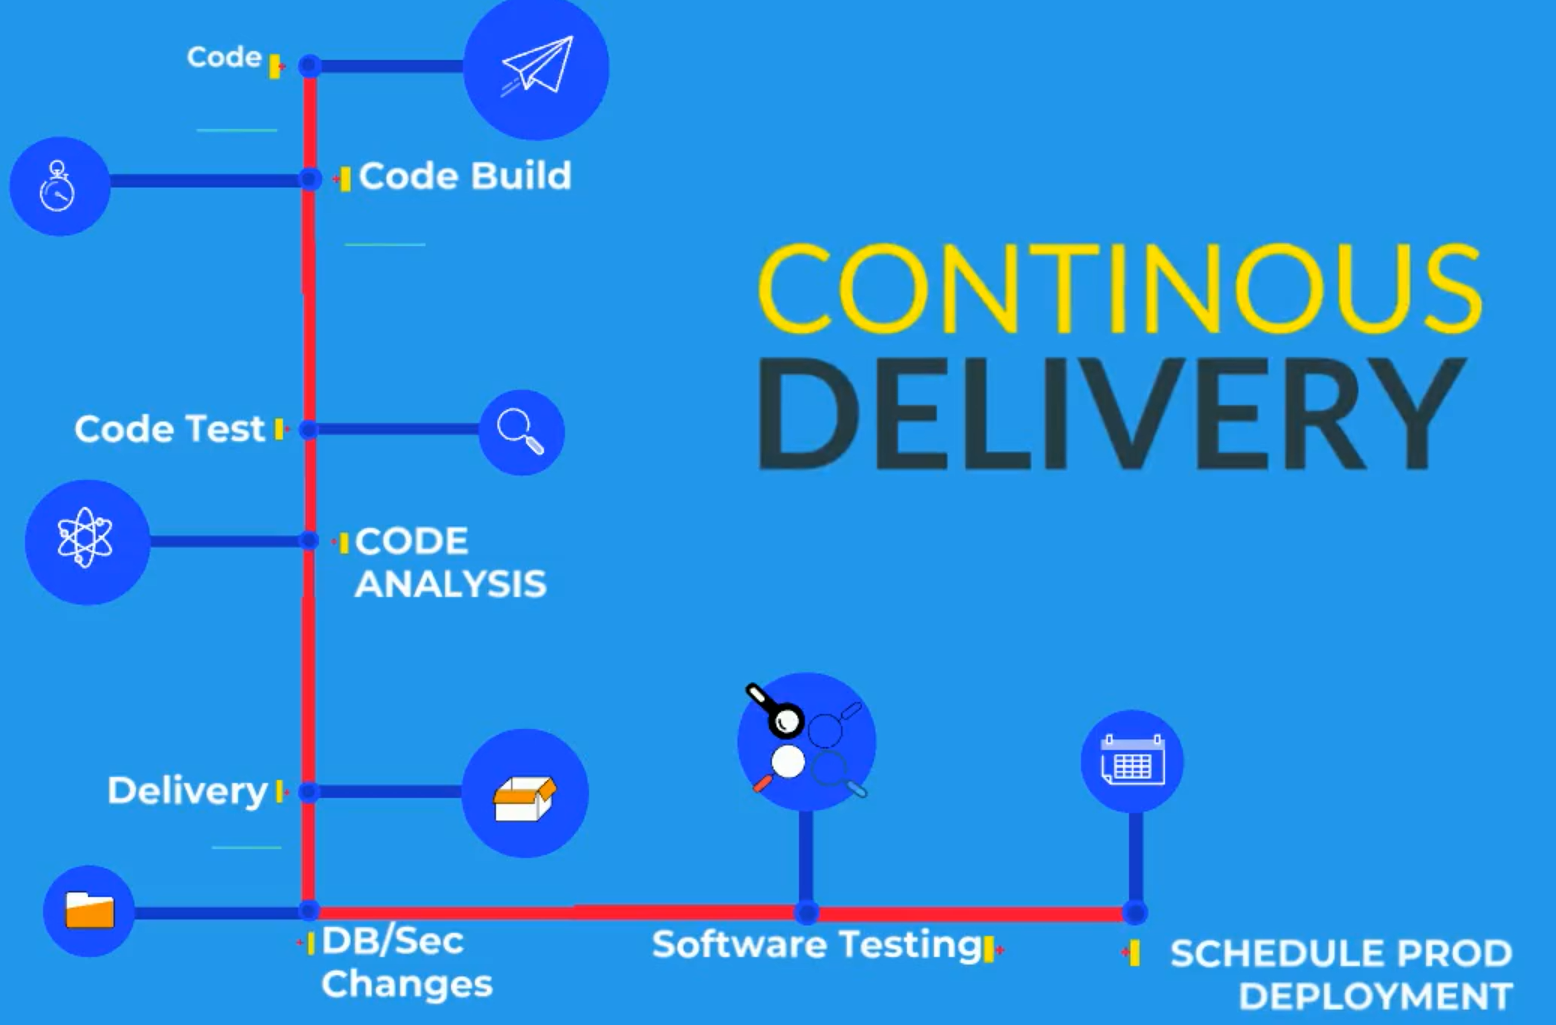 Code
Code Build
CONTINOUS
DELIVERY
Code Test
CODE
ANALYSIS
Delivery
DB/Sec
Changes
Software Testing
SCHEDULE PROD
DEPLOYMENT